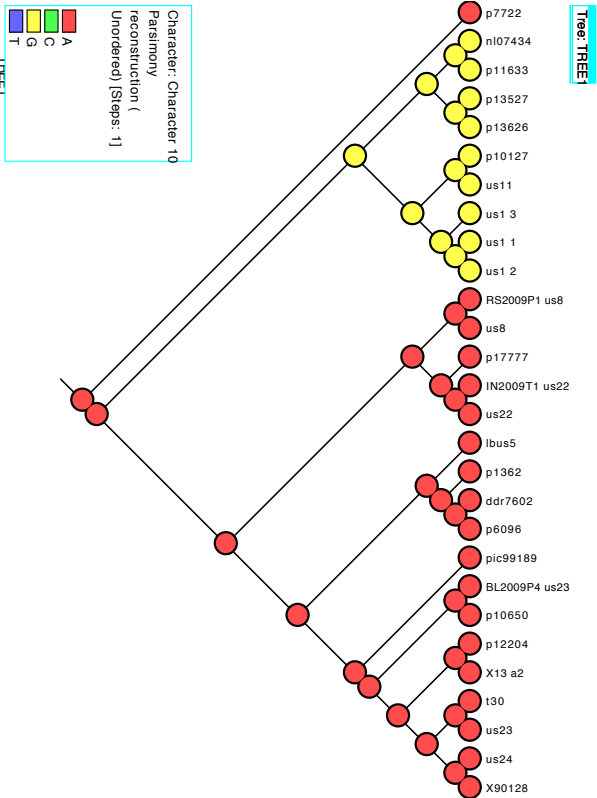 Tree: TREE1
Character: Character 10
Parsimony
reconstruction (
Unordered) [Steps: 1]
A
C
G
T
p7722
nl07434
p11633
p13527
p13626
p10127
us11
us1 3
us1 1
us1 2
RS2009P1 us8
us8
p17777
IN2009T1 us22
us22
lbus5
p1362
ddr7602
p6096
pic99189
BL2009P4 us23
p10650
p12204
X13 a2
t30
us23
us24
X90128